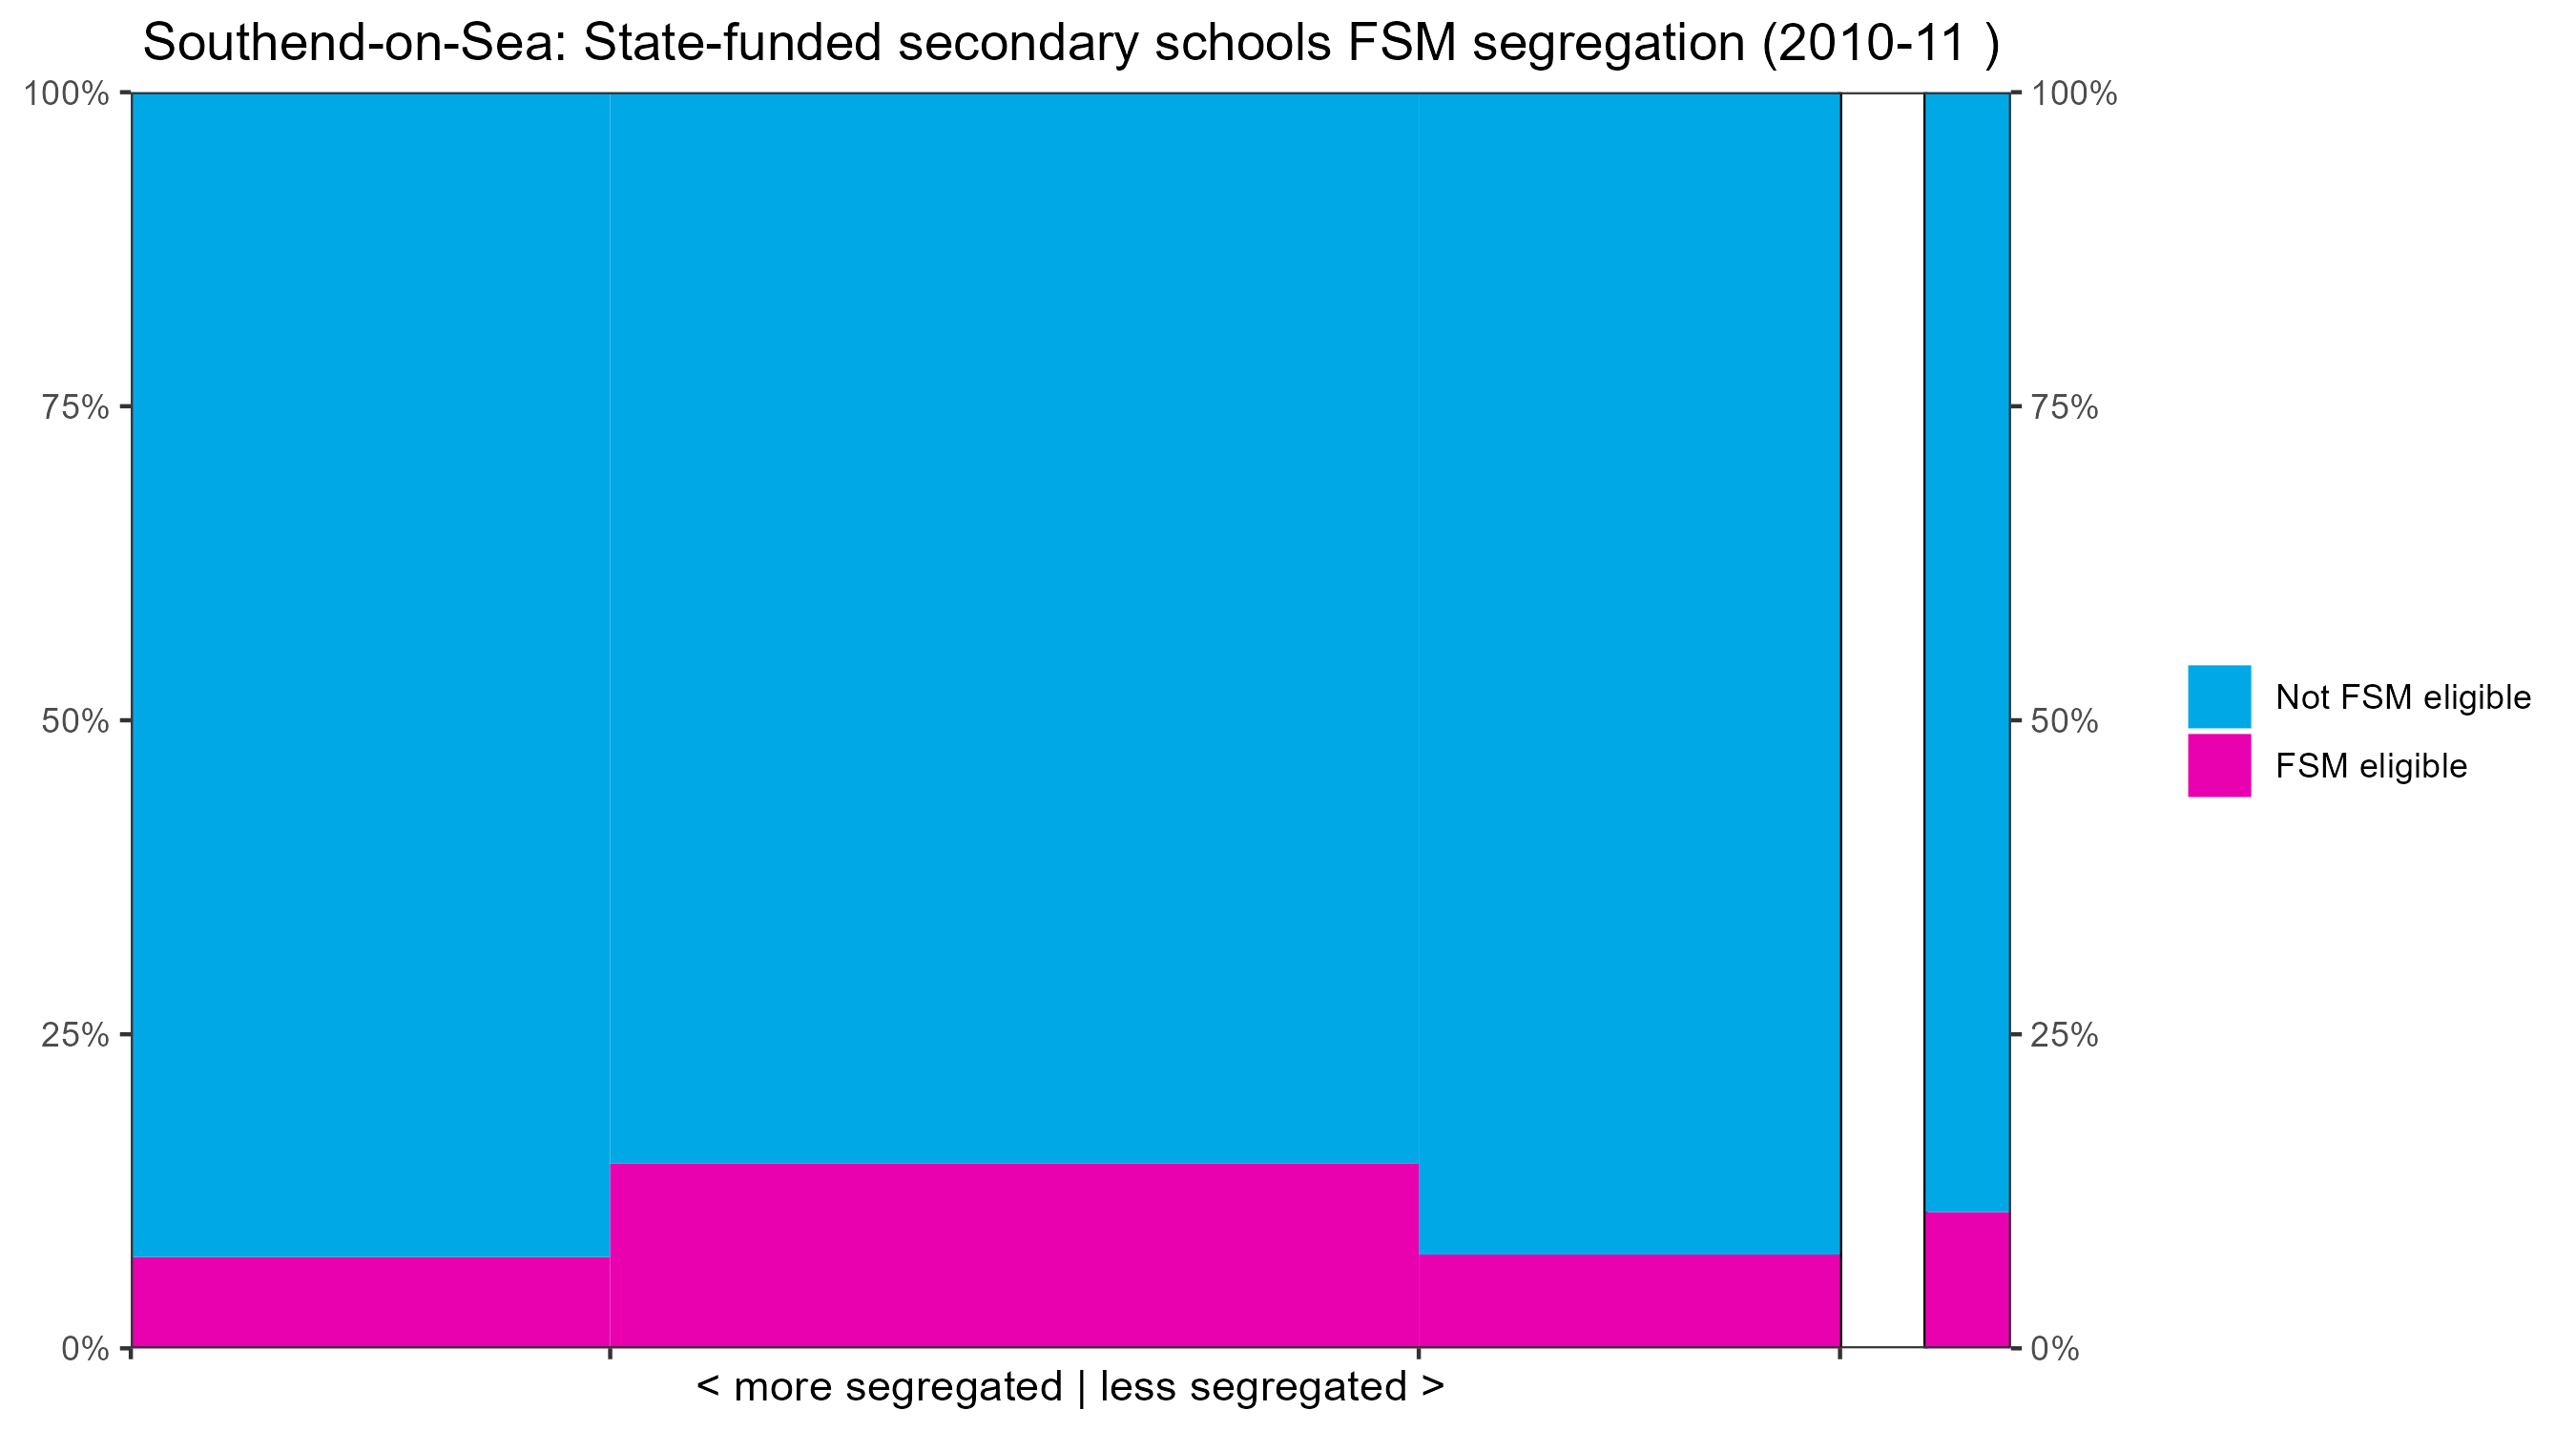 Southend-on-Sea: State-funded secondary schools FSM segregation (2010-11 )
100%
75%
50%
25%
0%
100%
75%
50%
25%
0%
Not FSM eligible
FSM eligible
< more segregated | less segregated >